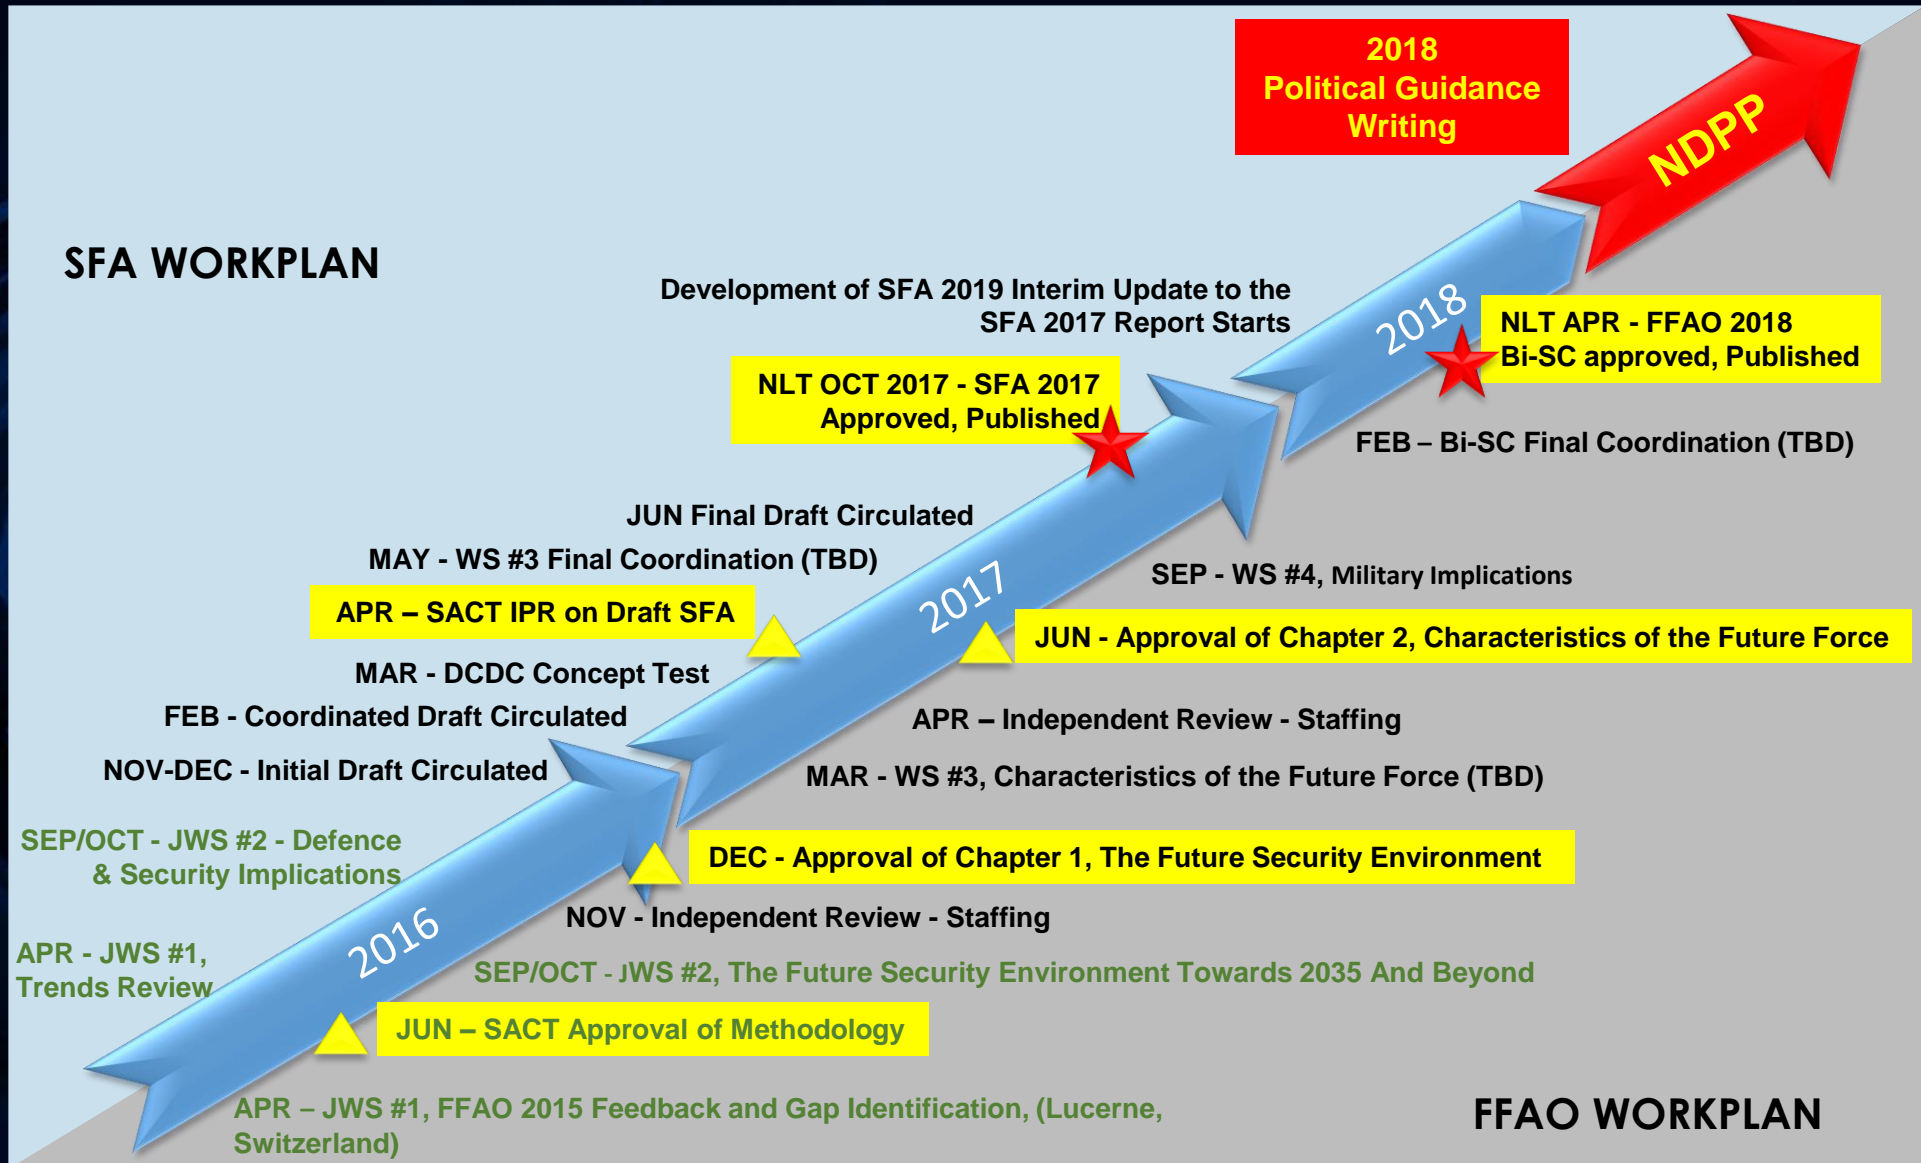 2018
Political Guidance
Writing
NDPP
SFA WORKPLAN
Development of SFA 2019 Interim Update to the
SFA 2017 Report Starts
2018
NLT APR - FFAO 2018
Bi-SC approved, Published
NLT OCT 2017 - SFA 2017
Approved, Published
FEB – Bi-SC Final Coordination (TBD)
JUN Final Draft Circulated
MAY - WS #3 Final Coordination (TBD)
SEP - WS #4, Military Implications
2017
APR – SACT IPR on Draft SFA
JUN - Approval of Chapter 2, Characteristics of the Future Force
MAR - DCDC Concept Test
FEB - Coordinated Draft Circulated
APR – Independent Review - Staffing
NOV-DEC - Initial Draft Circulated
MAR - WS #3, Characteristics of the Future Force (TBD)
SEP/OCT - JWS #2 - Defence
& Security Implications
DEC - Approval of Chapter 1, The Future Security Environment
2016
NOV - Independent Review - Staffing
APR - JWS #1,
Trends Review
SEP/OCT - JWS #2, The Future Security Environment Towards 2035 And Beyond
JUN – SACT Approval of Methodology
APR – JWS #1, FFAO 2015 Feedback and Gap Identification, (Lucerne,
Switzerland)
FFAO WORKPLAN